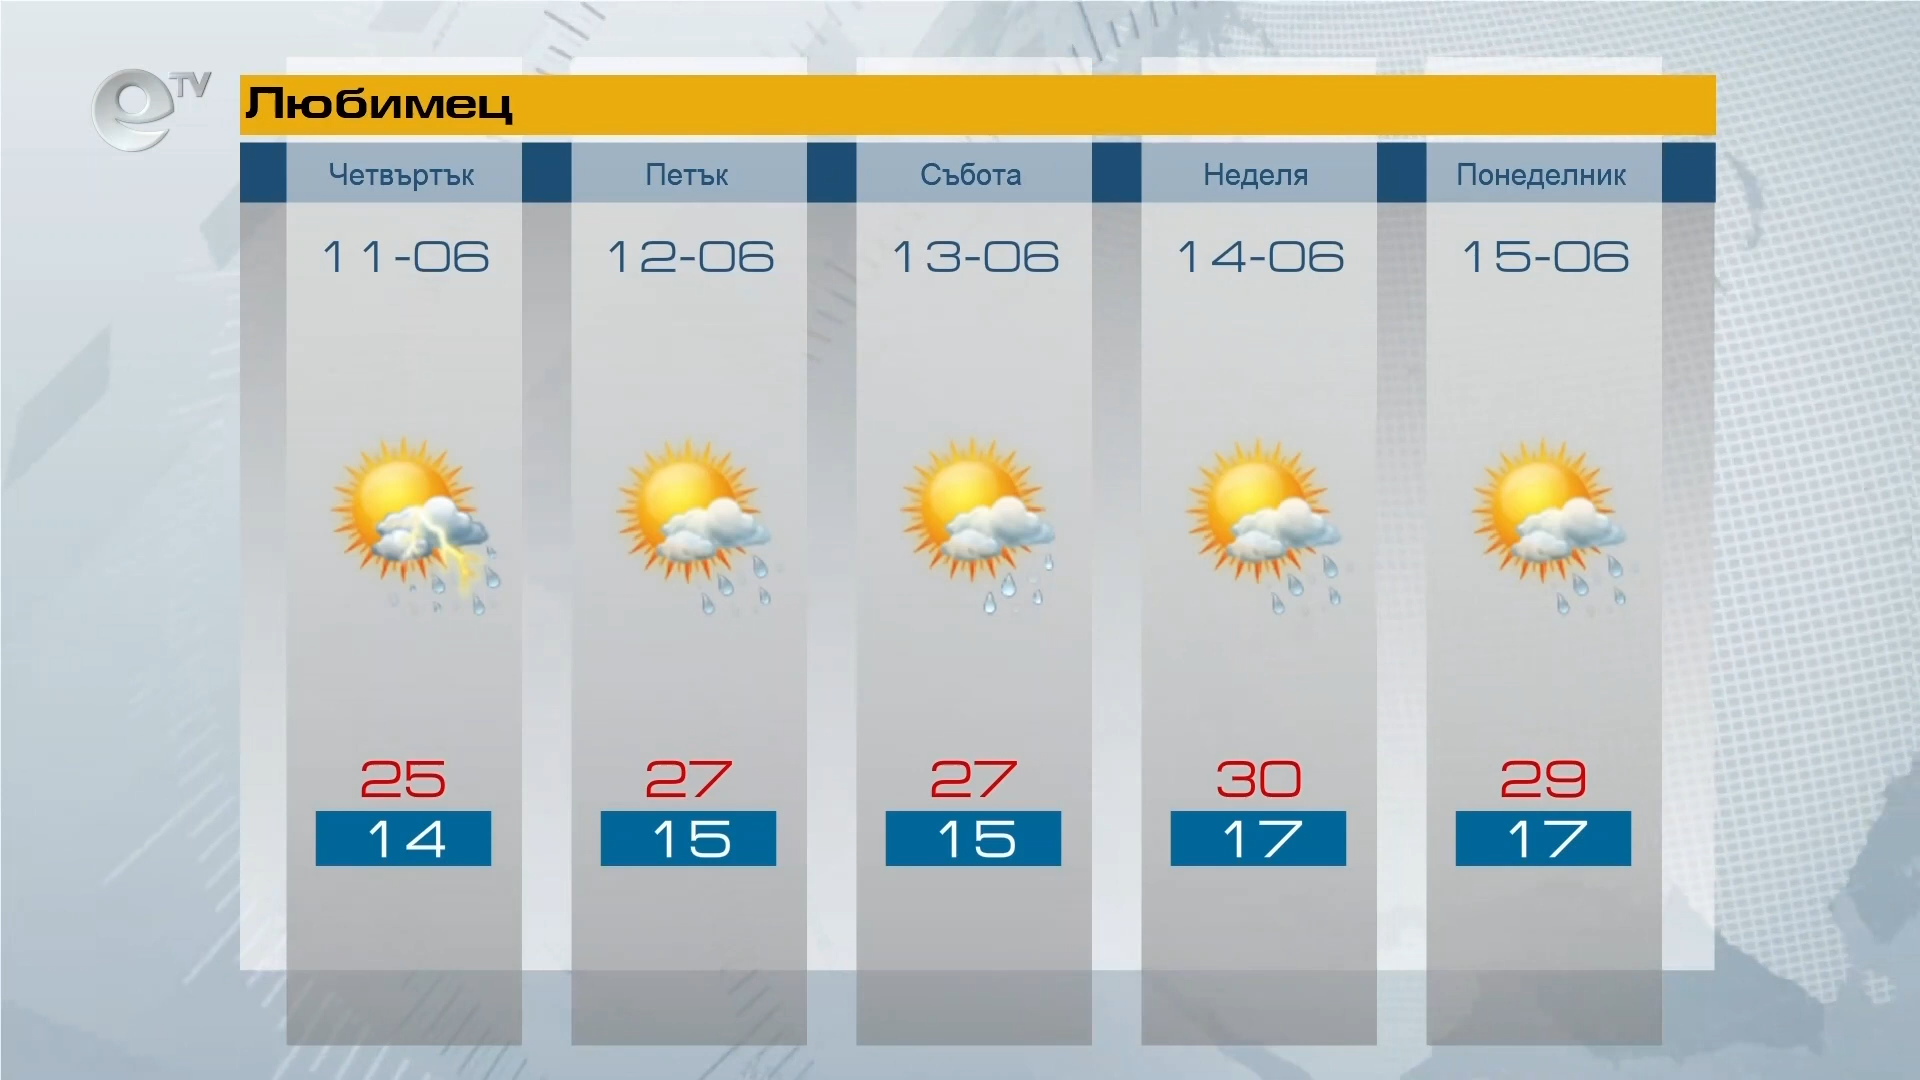 eTV
Любимец
Четвъртък Петък Събота Неделя Понеделник
11-06 12-06 13-06 14-06 15-06
25 27 27 30 29
14 15 15 17 17